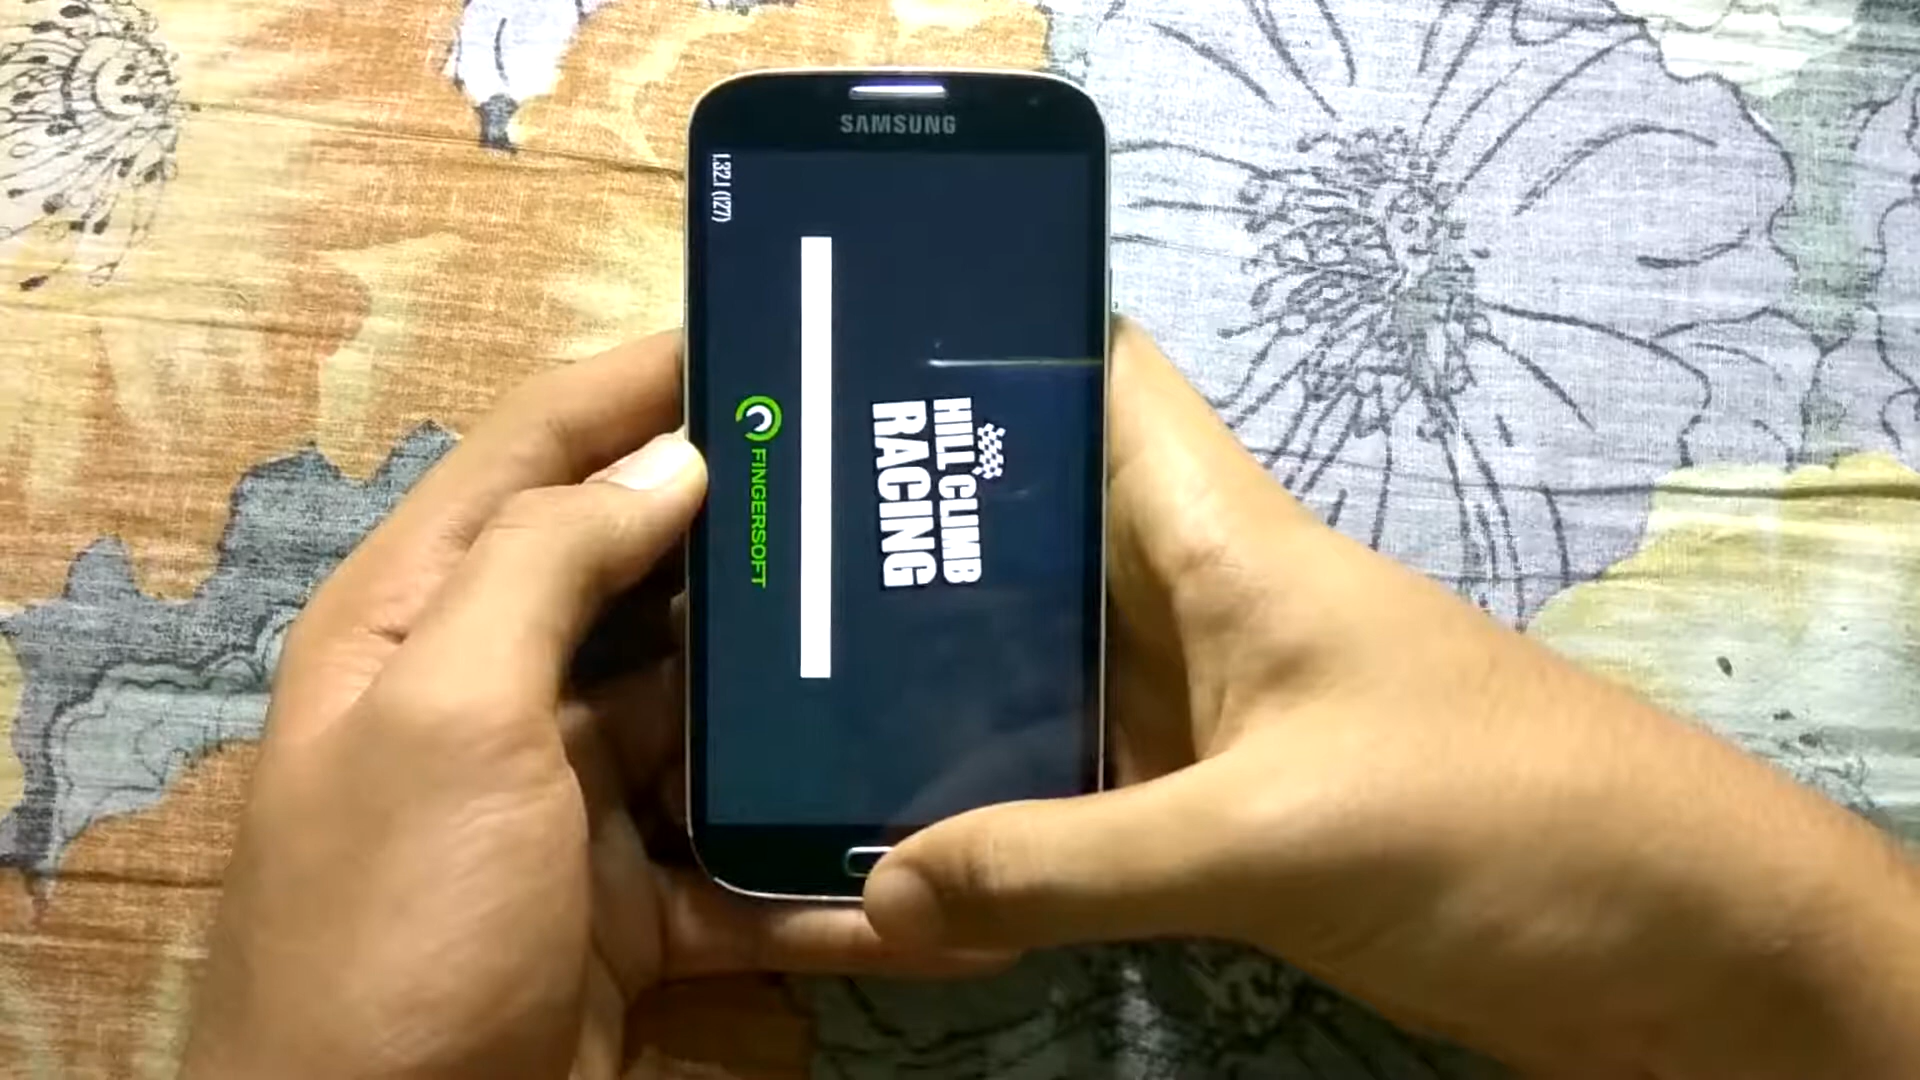 SAMSUNG
HILL CLIMB
RACING
FINGERSOFT
1.32.1 (127)